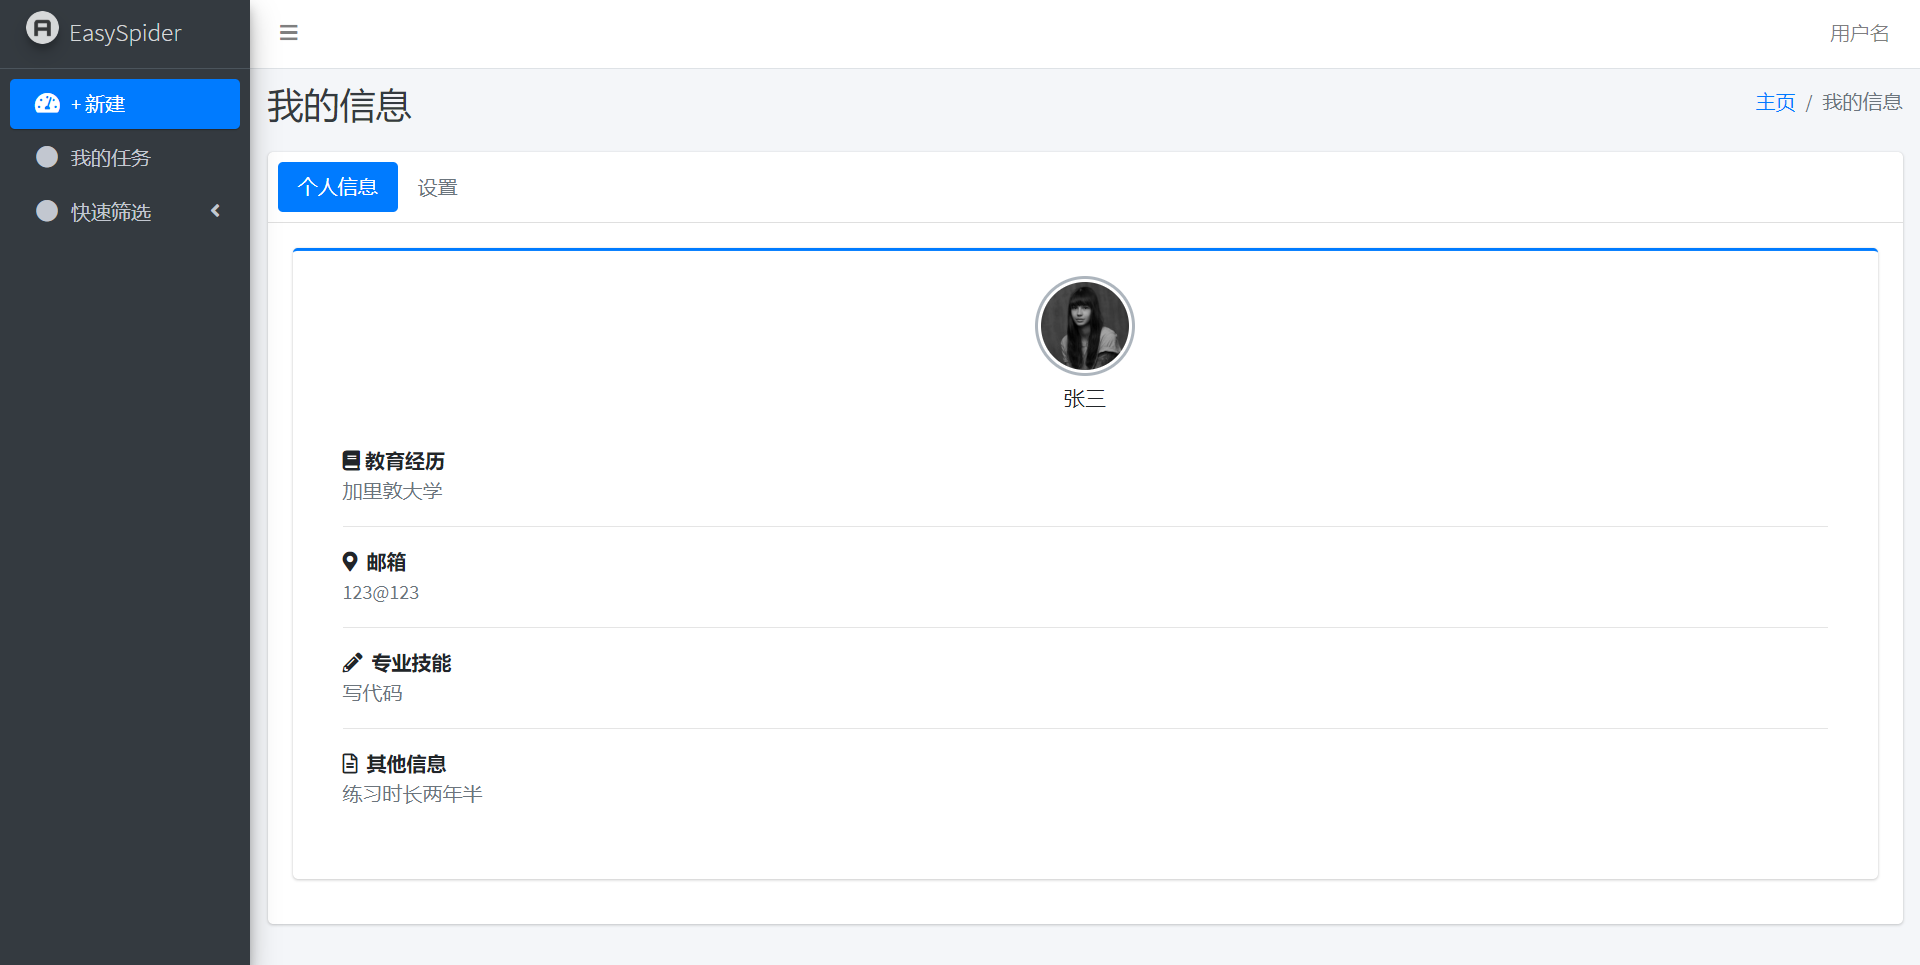 EasySpider
用户名
+ 新建
我的任务
快速筛选
我的信息
主页 / 我的信息
个人信息
设置
张三
教育经历
加里敦大学
邮箱
123@123
专业技能
写代码
其他信息
练习时长两年半